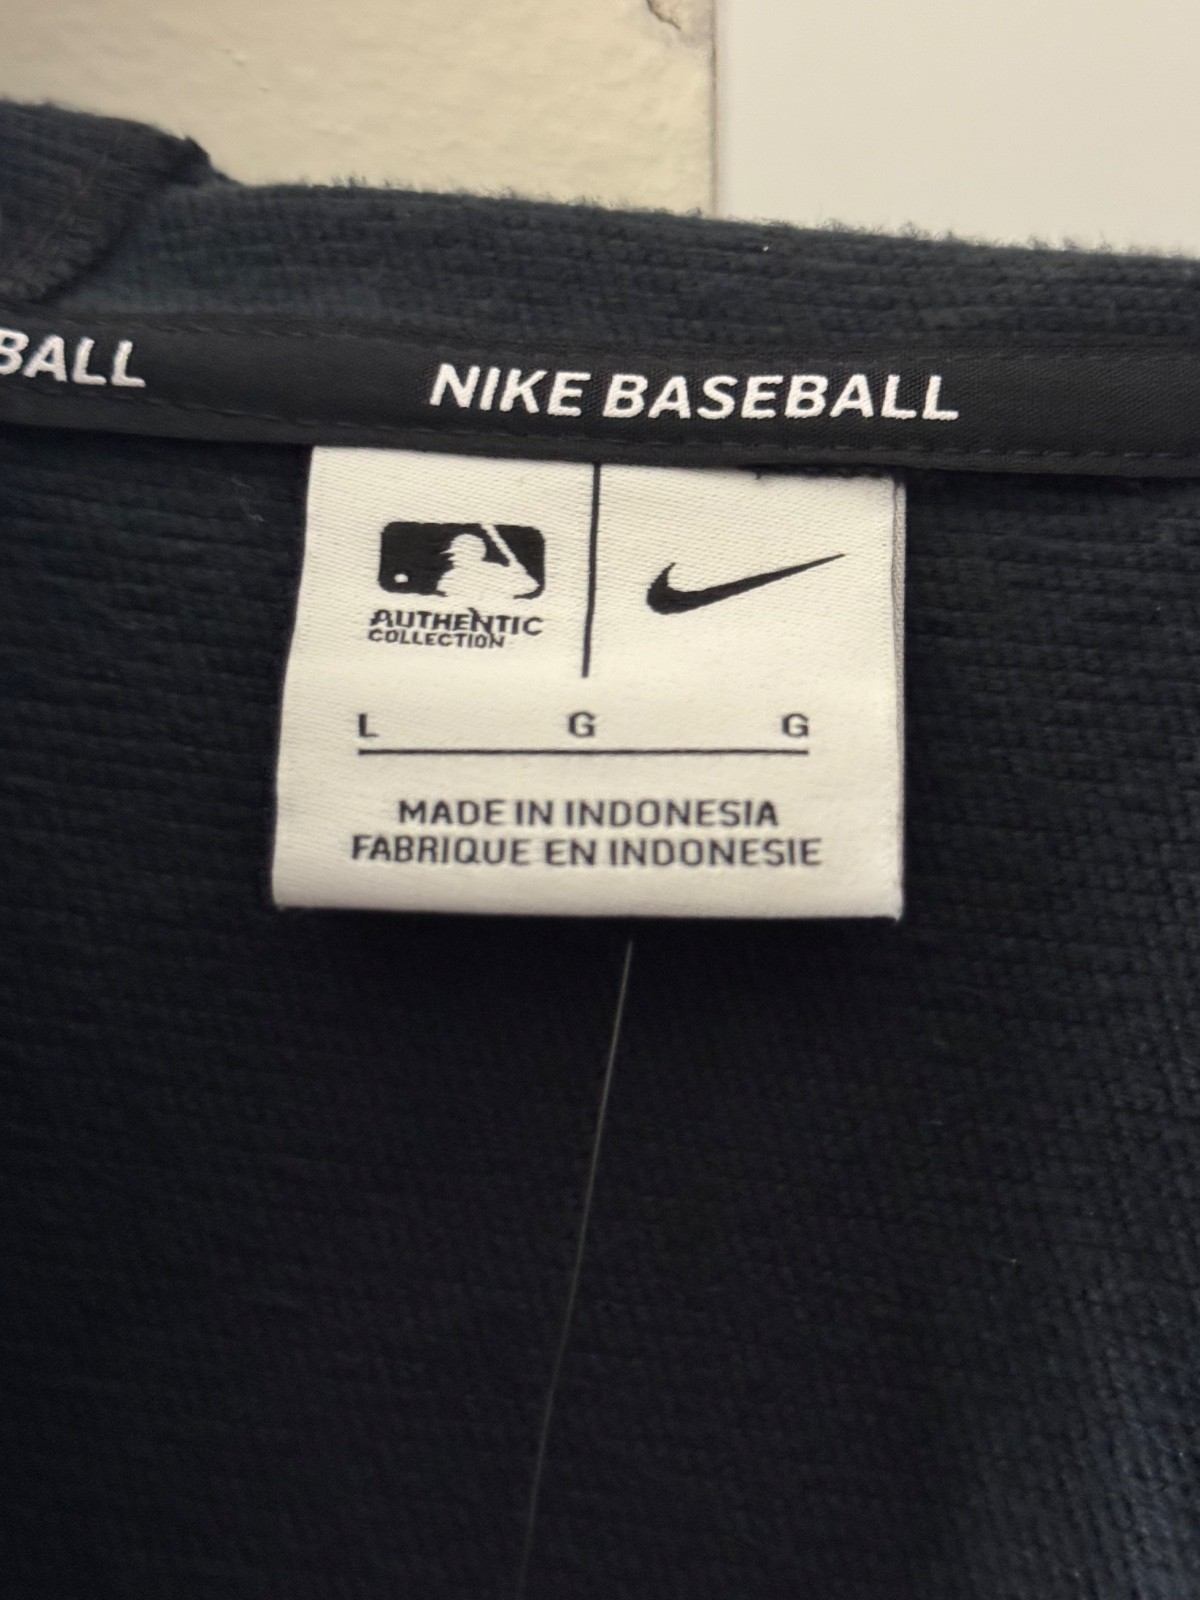 BALL
NIKE BASEBALL
AUTHENTIC
COLLECTION
L G G
MADE IN INDONESIA
FABRIQUE EN INDONESIE